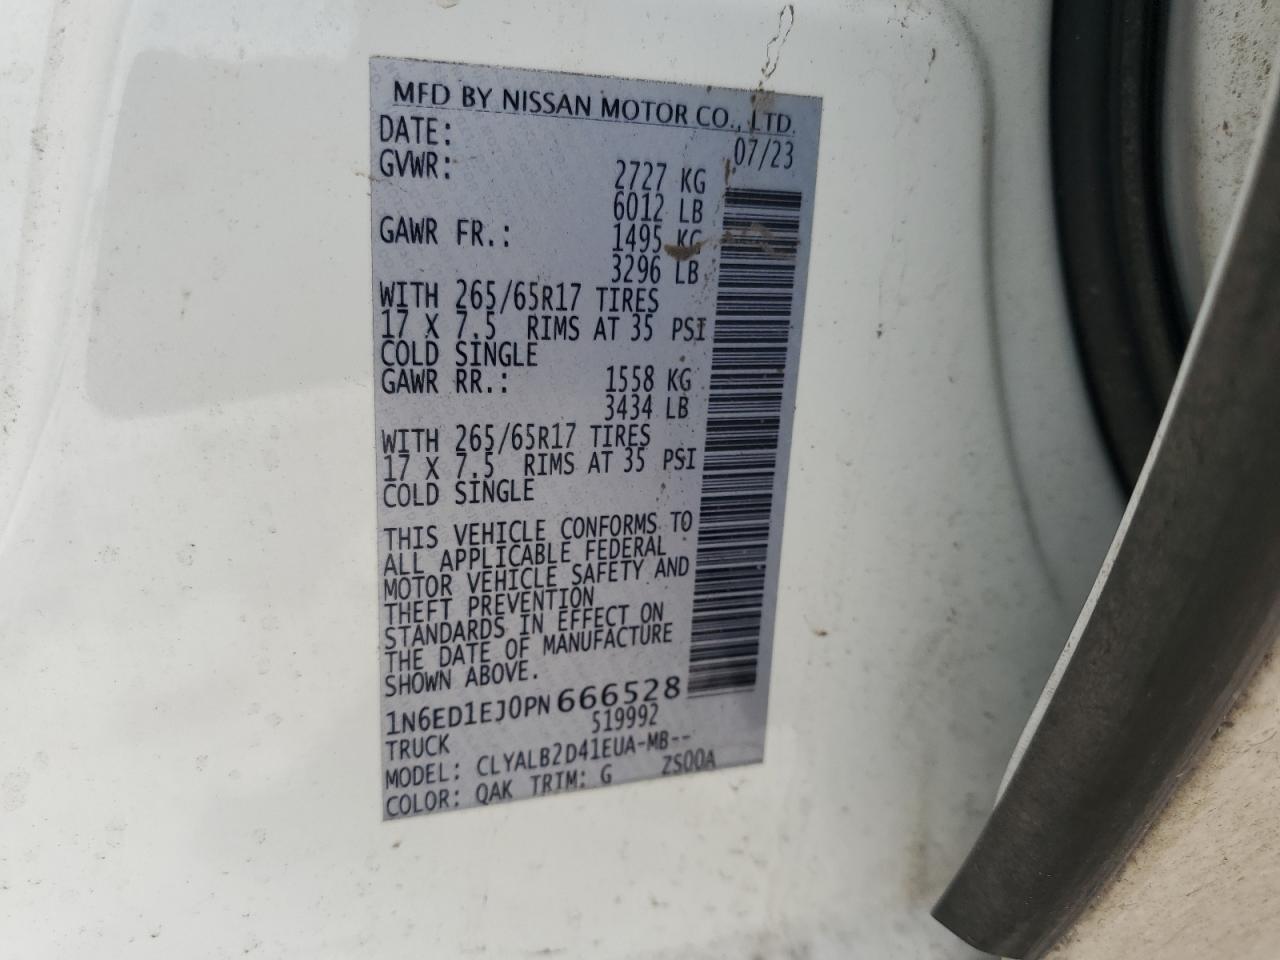 MFD BY NISSAN MOTOR CO., LTD.
DATE: 07/23
GVWR: 2727 KG
6012 LB
GAWR FR.: 1495 KG
3296 LB
WITH 265/65R17 TIRES
17 X 7.5 RIMS AT 35 PSI
COLD SINGLE
GAWR RR.: 1558 KG
3434 LB
WITH 265/65R17 TIRES
17 X 7.5 RIMS AT 35 PSI
COLD SINGLE
THIS VEHICLE CONFORMS TO
ALL APPLICABLE FEDERAL
MOTOR VEHICLE SAFETY AND
THEFT PREVENTION
STANDARDS IN EFFECT ON
THE DATE OF MANUFACTURE
SHOWN ABOVE.
1N6ED1EJ0PN666528
TRUCK 519992
MODEL: CLYALB2D41EUA-MB--
COLOR: QAK TRIM: G ZS00A